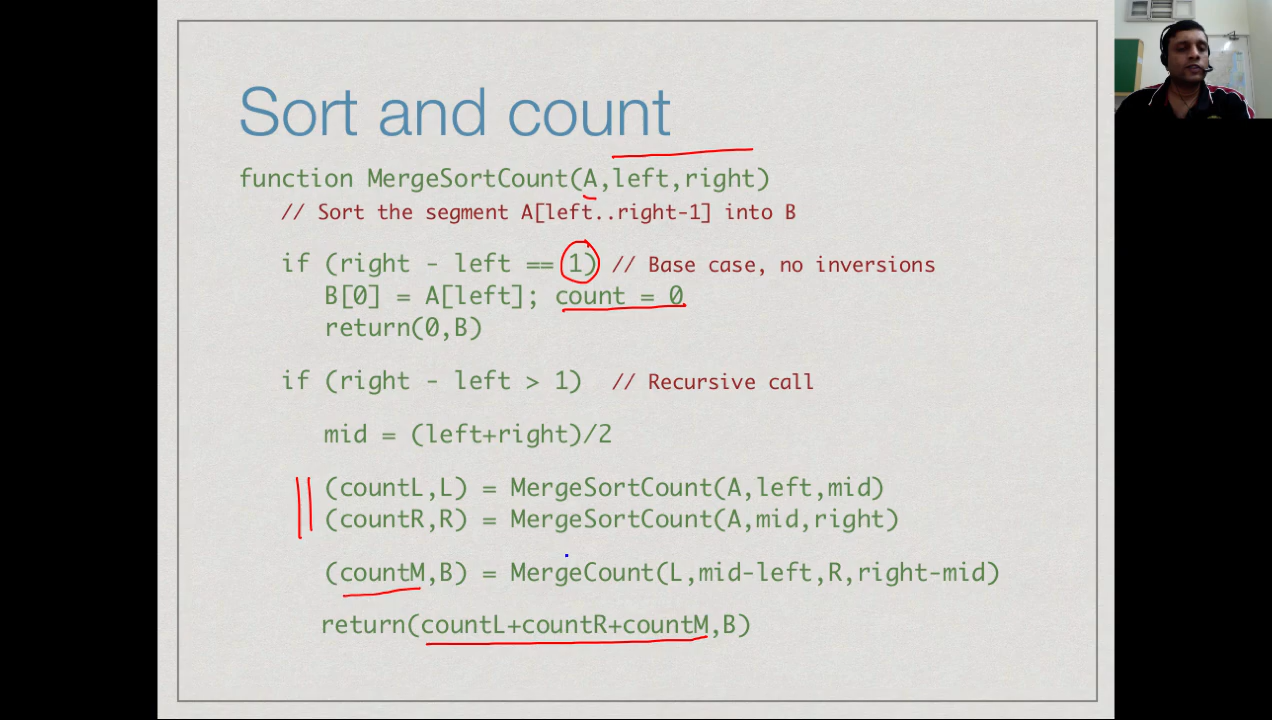 Sort and count
function MergeSortCount(A,left,right)
// Sort the segment A[left..right-1] into B
if (right - left == 1) // Base case, no inversions
B[0] = A[left]; count = 0
return(0,B)
if (right - left > 1) // Recursive call
mid = (left+right)/2
(countL,L) = MergeSortCount(A,left,mid)
(countR,R) = MergeSortCount(A,mid,right)
(countM,B) = MergeCount(L,mid-left,R,right-mid)
return(countL+countR+countM,B)